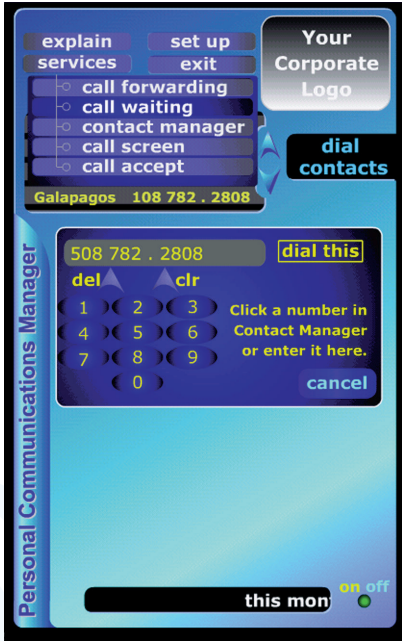 explain
set up
services
exit
call forwarding
call waiting
contact manager
call screen
call accept
Galapagos 108 782 . 2808
Your
Corporate
Logo
dial
contacts
Personal Communications Manager
508 782 . 2808
dial this
del
clr
1 2 3
4 5 6
7 8 9
0
Click a number in
Contact Manager
or enter it here.
cancel
on off
this mon